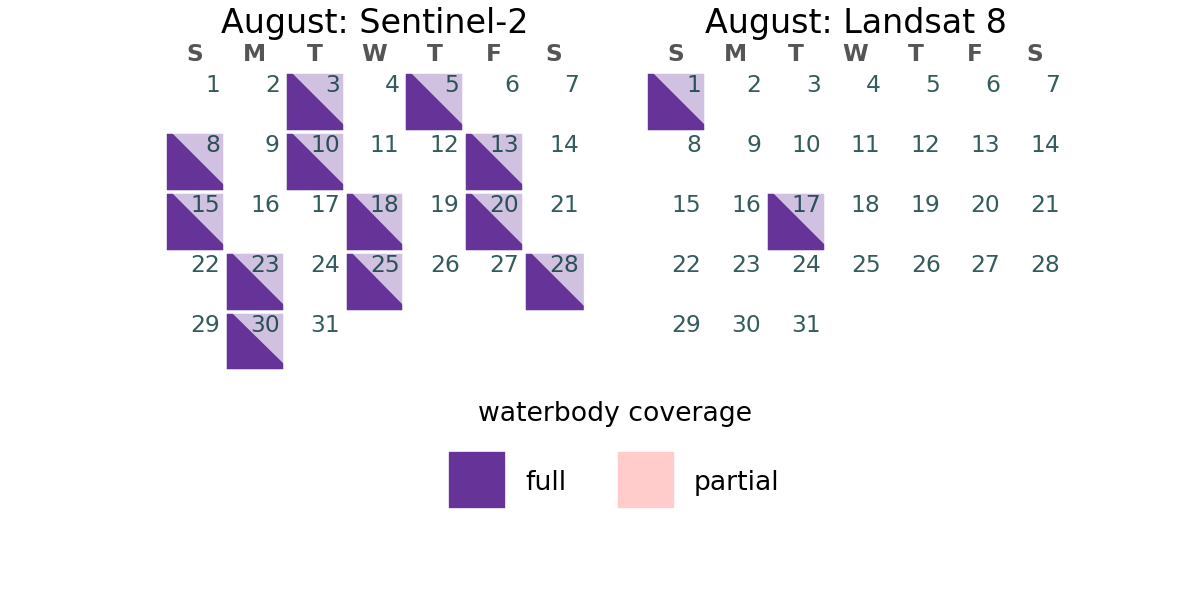 August: Sentinel-2
S M T W T F S
1 2 3 4 5 6 7
8 9 10 11 12 13 14
15 16 17 18 19 20 21
22 23 24 25 26 27 28
29 30 31
August: Landsat 8
S M T W T F S
1 2 3 4 5 6 7
8 9 10 11 12 13 14
15 16 17 18 19 20 21
22 23 24 25 26 27 28
29 30 31
waterbody coverage
full
partial